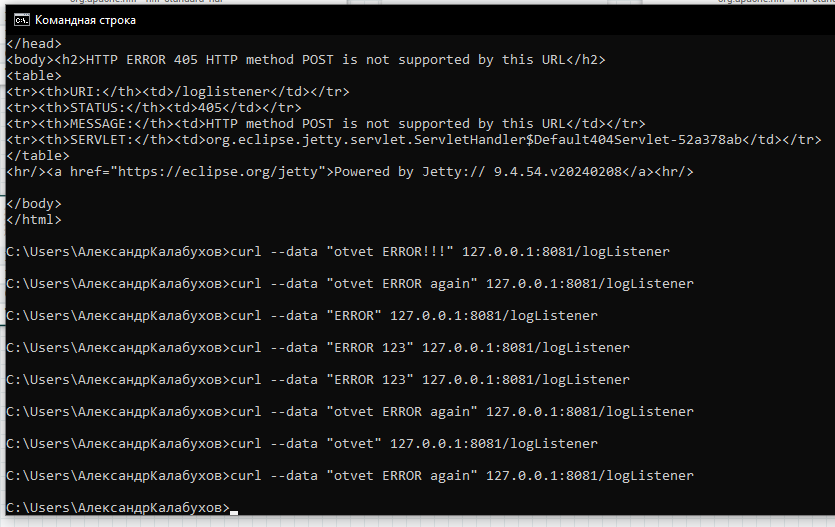 Командная строка
</head>
<body><h2>HTTP ERROR 405 HTTP method POST is not supported by this URL</h2>
<table>
<tr><th>URI:</th><td>/loglistener</td></tr>
<tr><th>STATUS:</th><td>405</td></tr>
<tr><th>MESSAGE:</th><td>HTTP method POST is not supported by this URL</td></tr>
<tr><th>SERVLET:</th><td>org.eclipse.jetty.servlet.ServletHandler$Default404Servlet-52a378ab</td></tr>
</table>
<hr/><a href="https://eclipse.org/jetty">Powered by Jetty:// 9.4.54.v20240208</a><hr/>
</body>
</html>
C:\Users\АлександрКалабухов>curl --data "otvet ERROR!!!" 127.0.0.1:8081/logListener
C:\Users\АлександрКалабухов>curl --data "otvet ERROR again" 127.0.0.1:8081/logListener
C:\Users\АлександрКалабухов>curl --data "ERROR" 127.0.0.1:8081/logListener
C:\Users\АлександрКалабухов>curl --data "ERROR 123" 127.0.0.1:8081/logListener
C:\Users\АлександрКалабухов>curl --data "ERROR 123" 127.0.0.1:8081/logListener
C:\Users\АлександрКалабухов>curl --data "otvet ERROR again" 127.0.0.1:8081/logListener
C:\Users\АлександрКалабухов>curl --data "otvet" 127.0.0.1:8081/logListener
C:\Users\АлександрКалабухов>curl --data "otvet ERROR again" 127.0.0.1:8081/logListener
C:\Users\АлександрКалабухов>